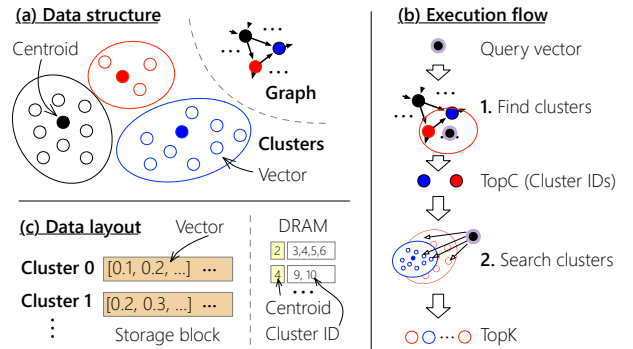 (a) Data structure
Centroid
Graph
Clusters
Vector
(b) Execution flow
Query vector
1. Find clusters
TopC (Cluster IDs)
2. Search clusters
TopK
(c) Data layout
Vector
Cluster 0 [0.1, 0.2, ...] ...
Cluster 1 [0.2, 0.3, ...] ...
Storage block
DRAM
2 3,4,5,6
4 9, 10
Centroid
Cluster ID